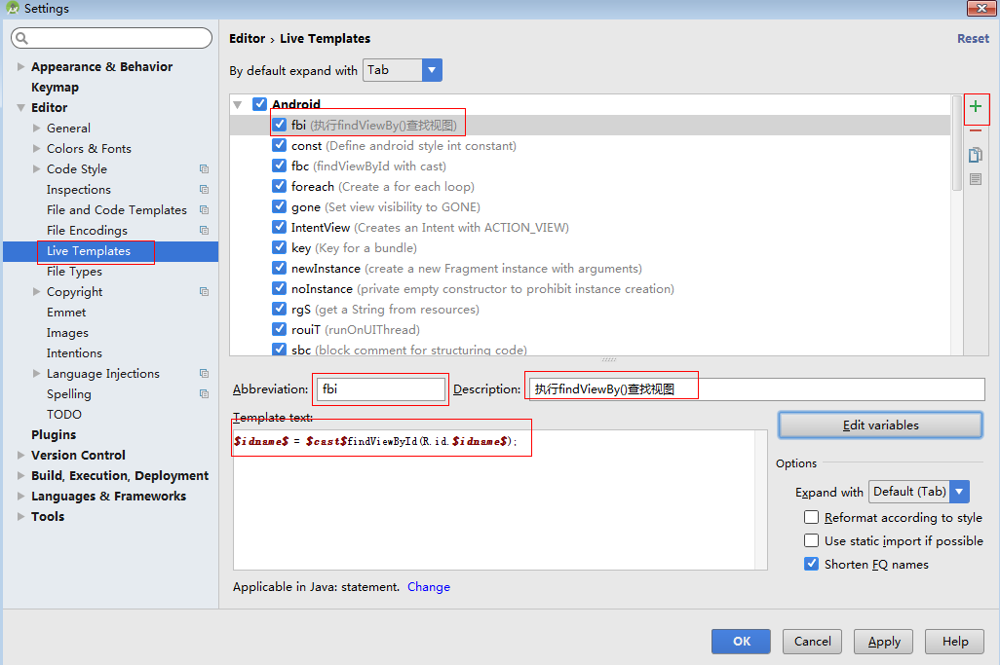 Settings
Appearance & Behavior
Keymap
Editor
General
Colors & Fonts
Code Style
Inspections
File and Code Templates
File Encodings
Live Templates
File Types
Copyright
Emmet
Images
Intentions
Language Injections
Spelling
TODO
Plugins
Version Control
Build, Execution, Deployment
Languages & Frameworks
Tools
Editor › Live Templates
Reset
By default expand with Tab
Android
fbi (执行findViewBy()查找视图)
const (Define android style int constant)
fbc (findViewById with cast)
foreach (Create a for each loop)
gone (Set view visibility to GONE)
IntentView (Creates an Intent with ACTION_VIEW)
key (Key for a bundle)
newInstance (create a new Fragment instance with arguments)
noInstance (private empty constructor to prohibit instance creation)
rgS (get a String from resources)
rouiT (runOnUIThread)
sbc (block comment for structuring code)
Abbreviation: fbi Description: 执行findViewBy()查找视图
Template text:
$idname$ = $cast$findViewById(R.id.$idname$);
Edit variables
Options
Expand with Default (Tab)
Reformat according to style
Use static import if possible
Shorten FQ names
Applicable in Java: statement. Change
OK Cancel Apply Help